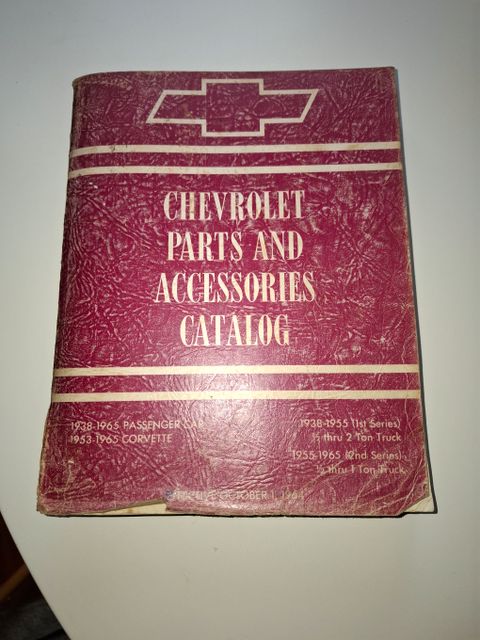 CHEVROLET
PARTS AND
ACCESSORIES
CATALOG
1938-1965 PASSENGER CAR
1953-1965 CORVETTE
1938-1955 (1st Series)
½ thru 2 Ton Truck
1955-1965 (2nd Series)
½ thru 1 Ton Truck
EFFECTIVE OCTOBER 1, 1964